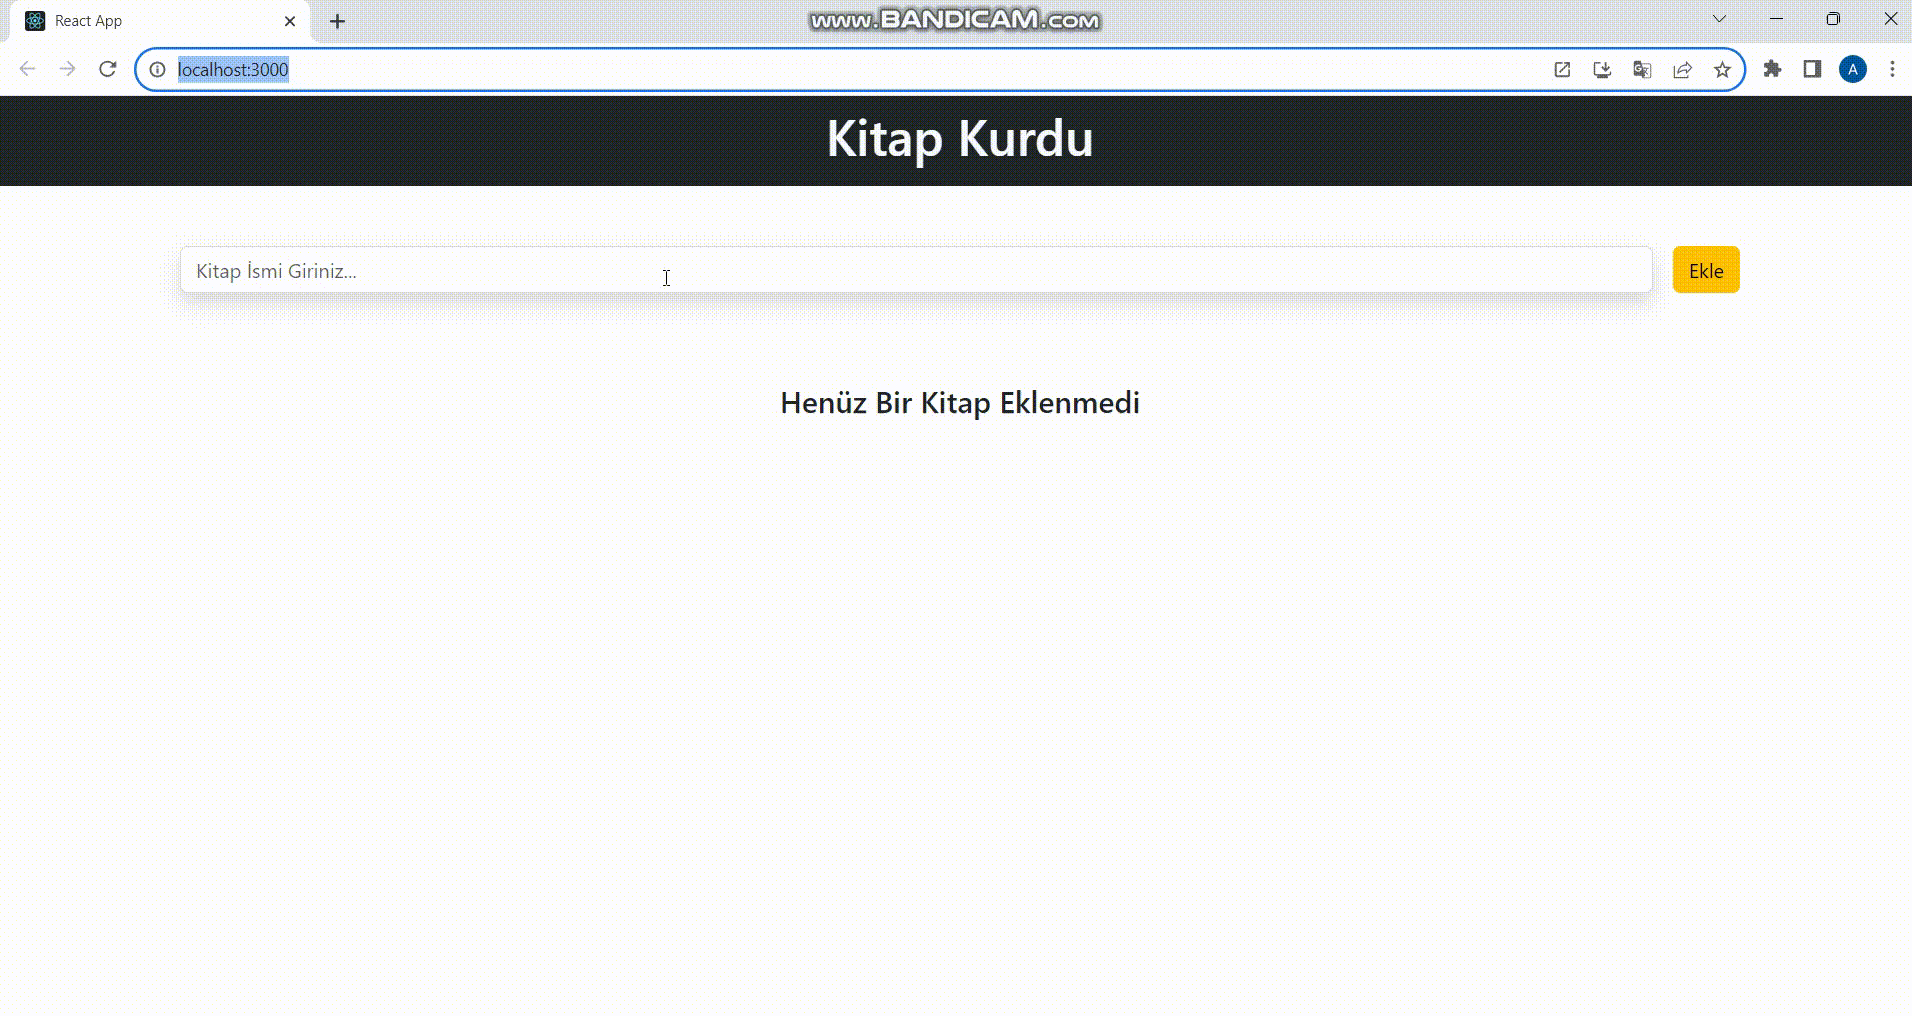 React App
www.BANDICAM.com
localhost:3000
A
Kitap Kurdu
Kitap İsmi Giriniz...
Ekle
Henüz Bir Kitap Eklenmedi